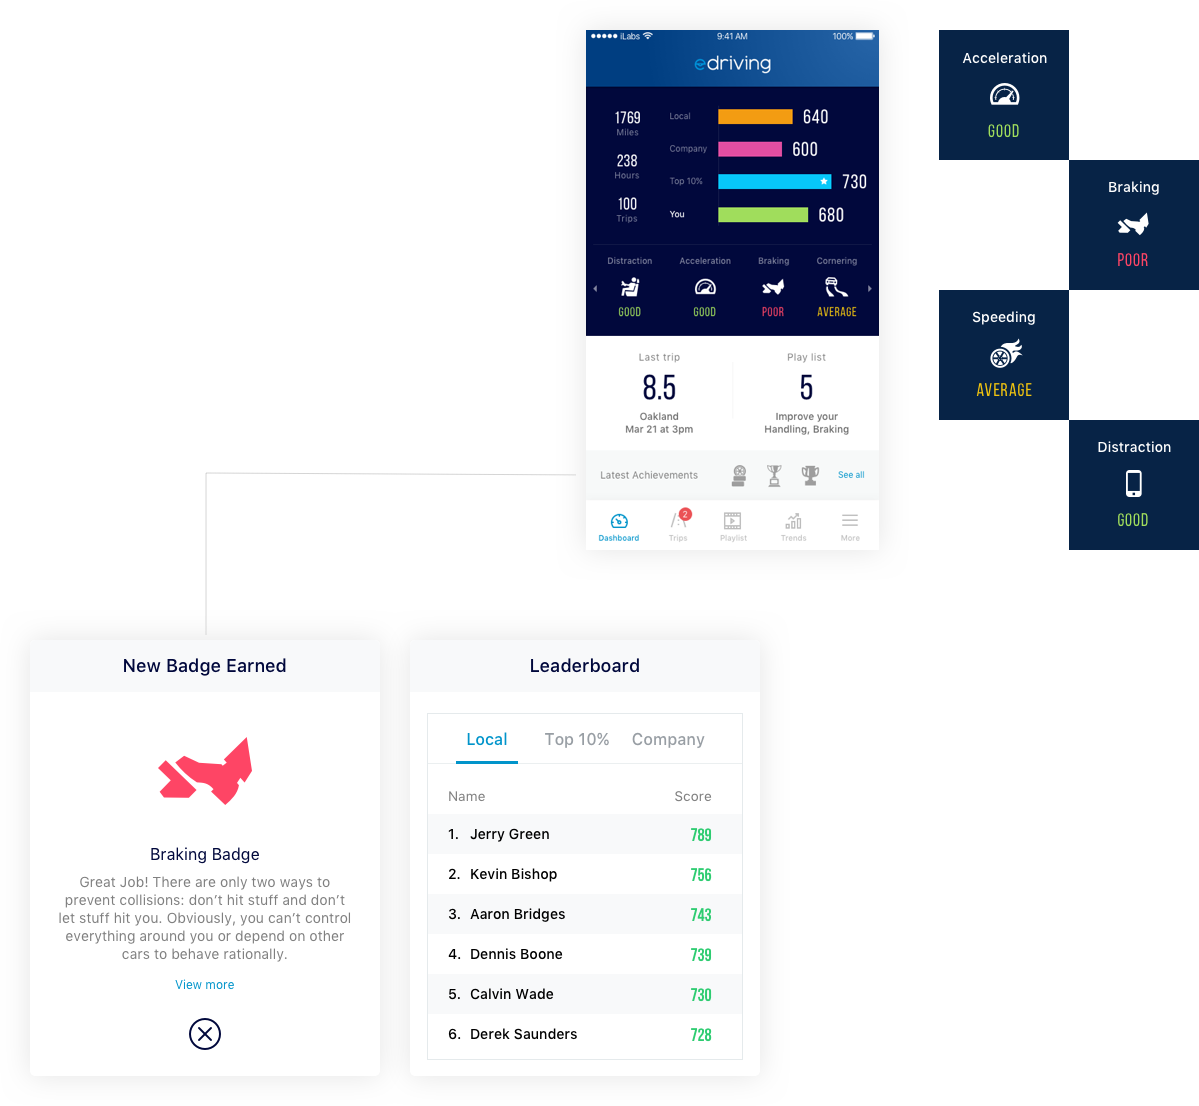 iLabs 9:41 AM 100%
edriving
1769
Miles
238
Hours
100
Trips
Local 640
Company 600
Top 10% 730
You 680
Distraction Acceleration Braking Cornering
GOOD GOOD POOR AVERAGE
Last trip
8.5
Oakland
Mar 21 at 3pm
Play list
5
Improve your
Handling, Braking
Latest Achievements See all
2
Dashboard Trips Playlist Trends More
Acceleration
GOOD
Braking
POOR
Speeding
AVERAGE
Distraction
GOOD
New Badge Earned
Braking Badge
Great Job! There are only two ways to
prevent collisions: don’t hit stuff and don’t
let stuff hit you. Obviously, you can’t control
everything around you or depend on other
cars to behave rationally.
View more
Leaderboard
Local Top 10% Company
Name Score
1. Jerry Green 789
2. Kevin Bishop 756
3. Aaron Bridges 743
4. Dennis Boone 739
5. Calvin Wade 730
6. Derek Saunders 728